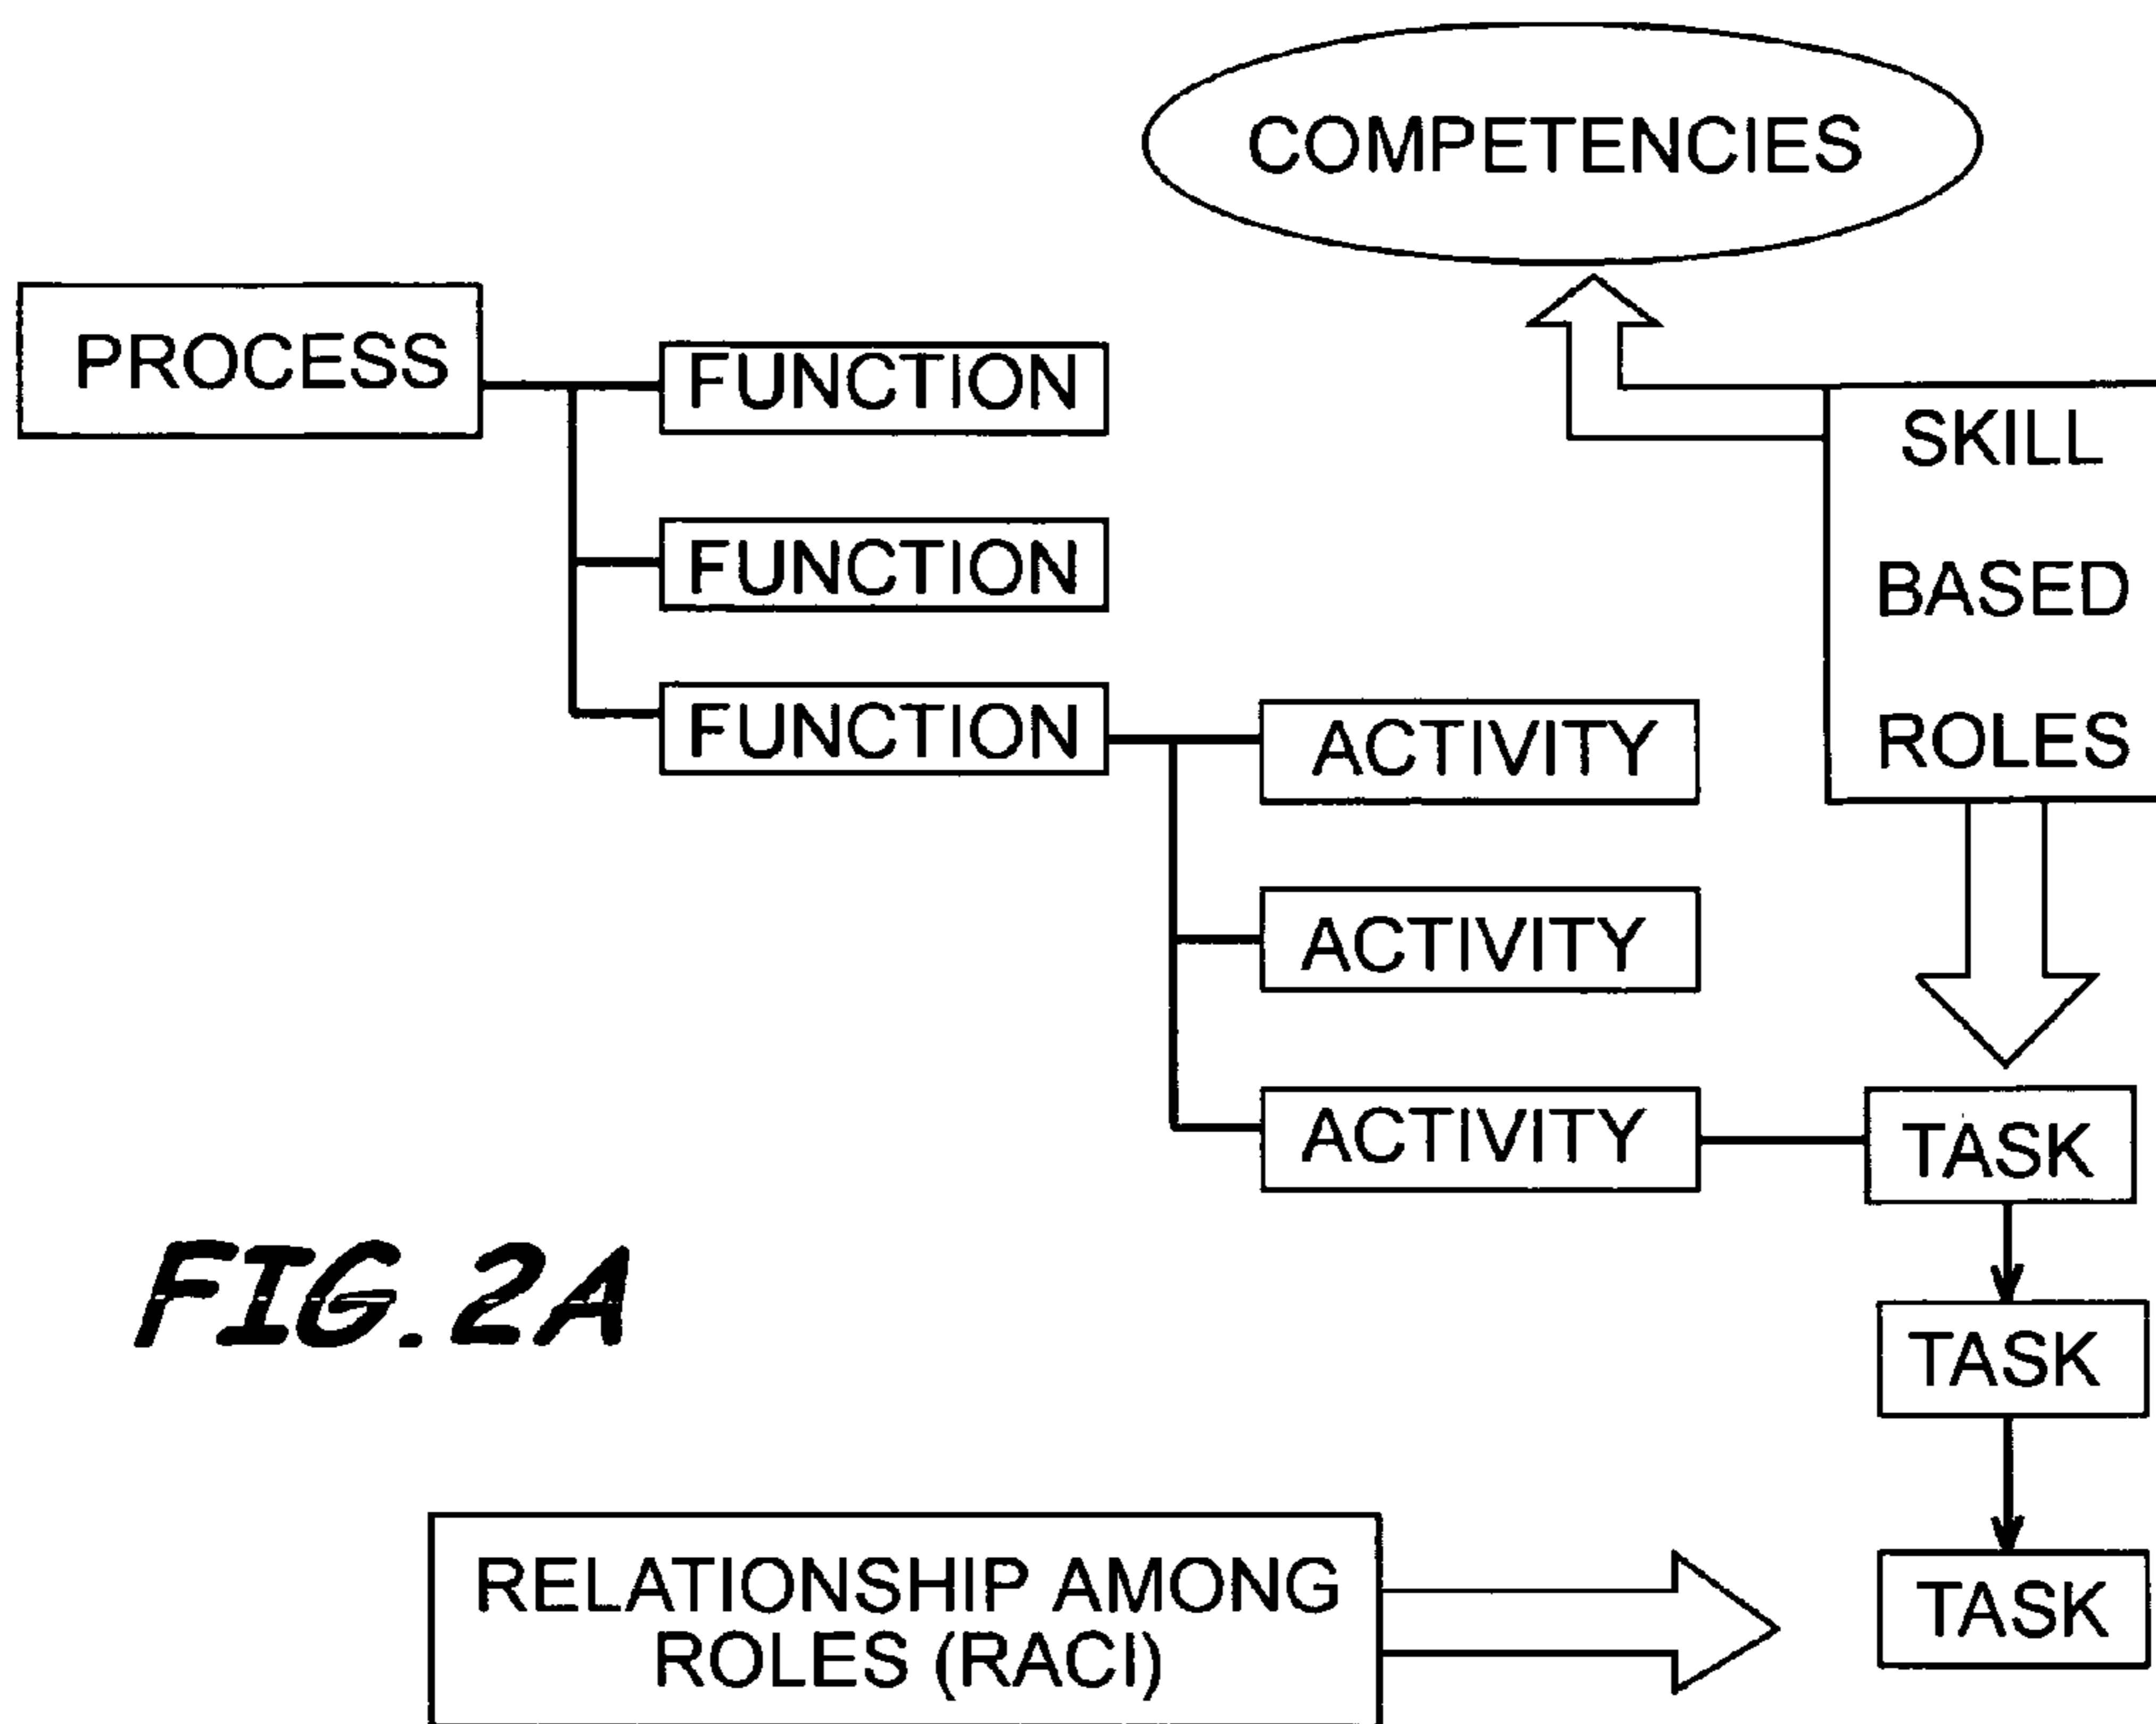 COMPETENCIES
PROCESS
FUNCTION
FUNCTION
FUNCTION
SKILL
BASED
ROLES
ACTIVITY
ACTIVITY
ACTIVITY
TASK
TASK
TASK
FIG.2A
RELATIONSHIP AMONG
ROLES (RACI)